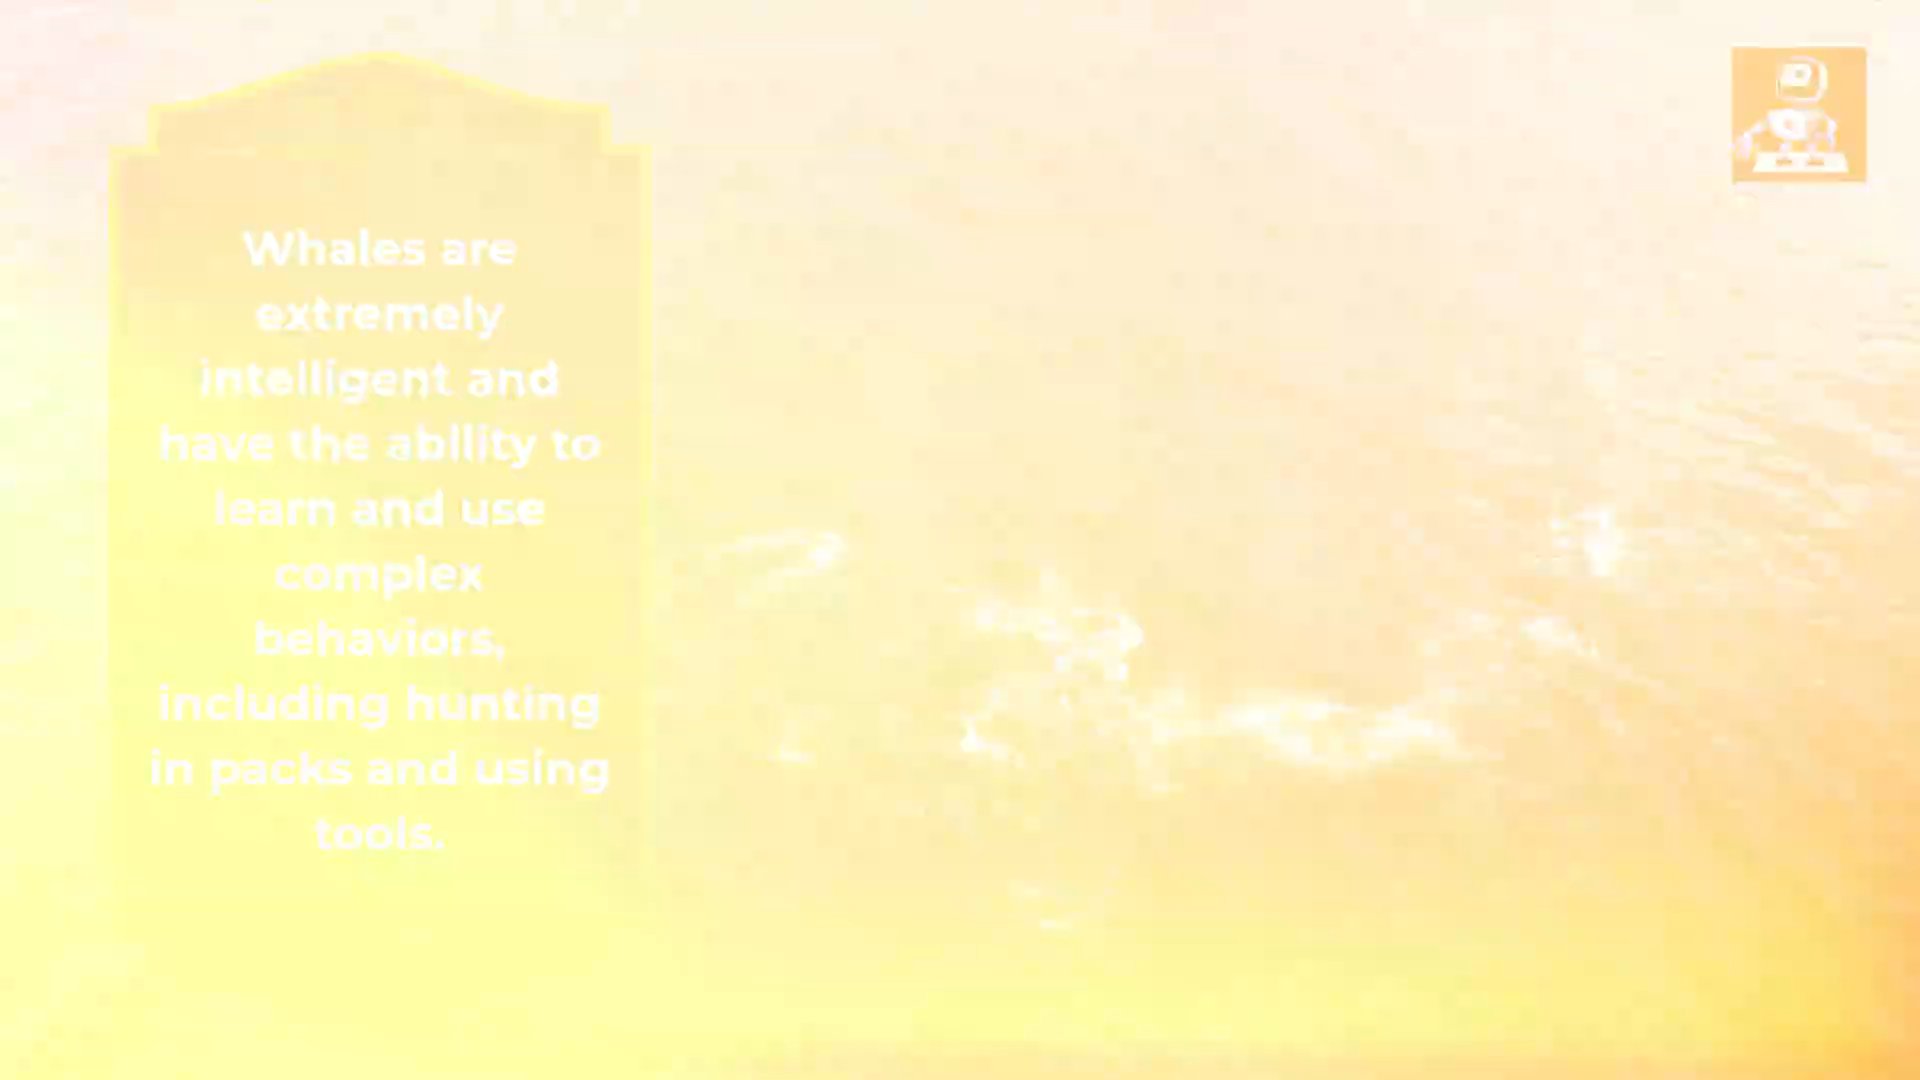 Whales are
extremely
intelligent and
have the ability to
learn and use
complex
behaviors,
including hunting
in packs and using
tools.